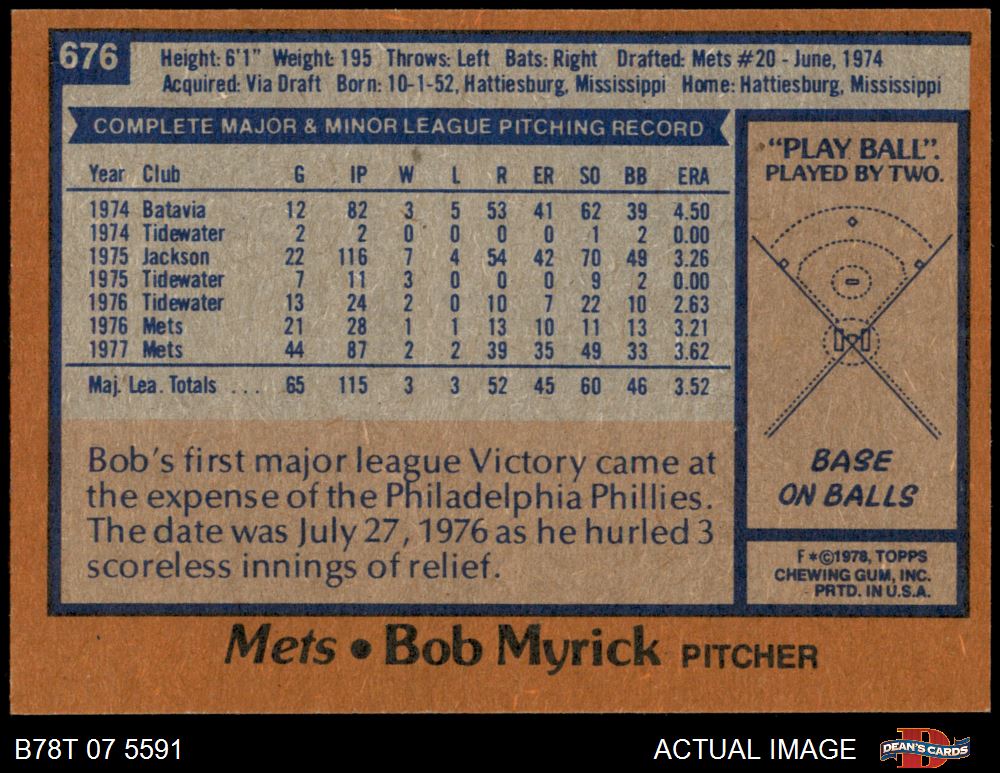 676
Height: 6'1" Weight: 195 Throws: Left Bats: Right Drafted: Mets #20 - June, 1974
Acquired: Via Draft Born: 10-1-52, Hattiesburg, Mississippi Home: Hattiesburg, Mississippi
COMPLETE MAJOR & MINOR LEAGUE PITCHING RECORD
Year Club G IP W L R ER SO BB ERA
1974 Batavia 12 82 3 5 53 41 62 39 4.50
1974 Tidewater 2 2 0 0 0 0 1 2 0.00
1975 Jackson 22 116 7 4 54 42 70 49 3.26
1975 Tidewater 7 11 3 0 0 0 9 2 0.00
1976 Tidewater 13 24 2 0 10 7 22 10 2.63
1976 Mets 21 28 1 1 13 10 11 13 3.21
1977 Mets 44 87 2 2 39 35 49 33 3.62
Maj. Lea. Totals . . . 65 115 3 3 52 45 60 46 3.52
Bob's first major league Victory came at
the expense of the Philadelphia Phillies.
The date was July 27, 1976 as he hurled 3
scoreless innings of relief.
"PLAY BALL".
PLAYED BY TWO.
BASE
ON BALLS
F*©1978, TOPPS
CHEWING GUM, INC.
PRTD. IN U.S.A.
Mets • Bob Myrick PITCHER
B78T 07 5591
ACTUAL IMAGE
DEAN'S CARDS